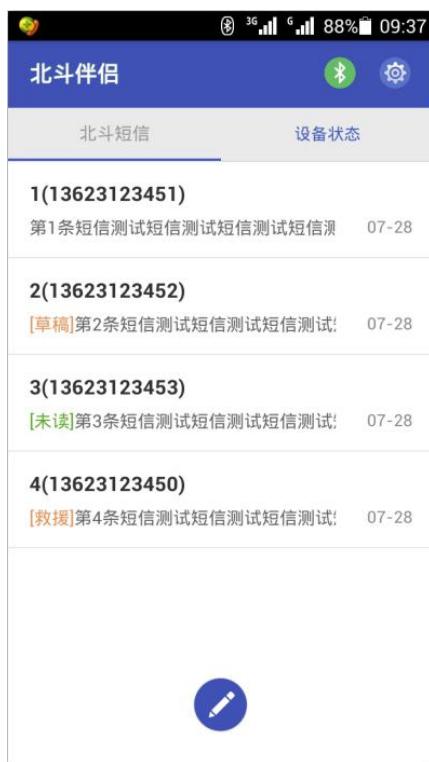 3G G 88% 09:37
北斗伴侣
北斗短信 设备状态
1(13623123451)
第1条短信测试短信测试短信测试短信测 07-28
2(13623123452)
[草稿]第2条短信测试短信测试短信测试 07-28
3(13623123453)
[未读]第3条短信测试短信测试短信测试 07-28
4(13623123450)
[救援]第4条短信测试短信测试短信测试 07-28